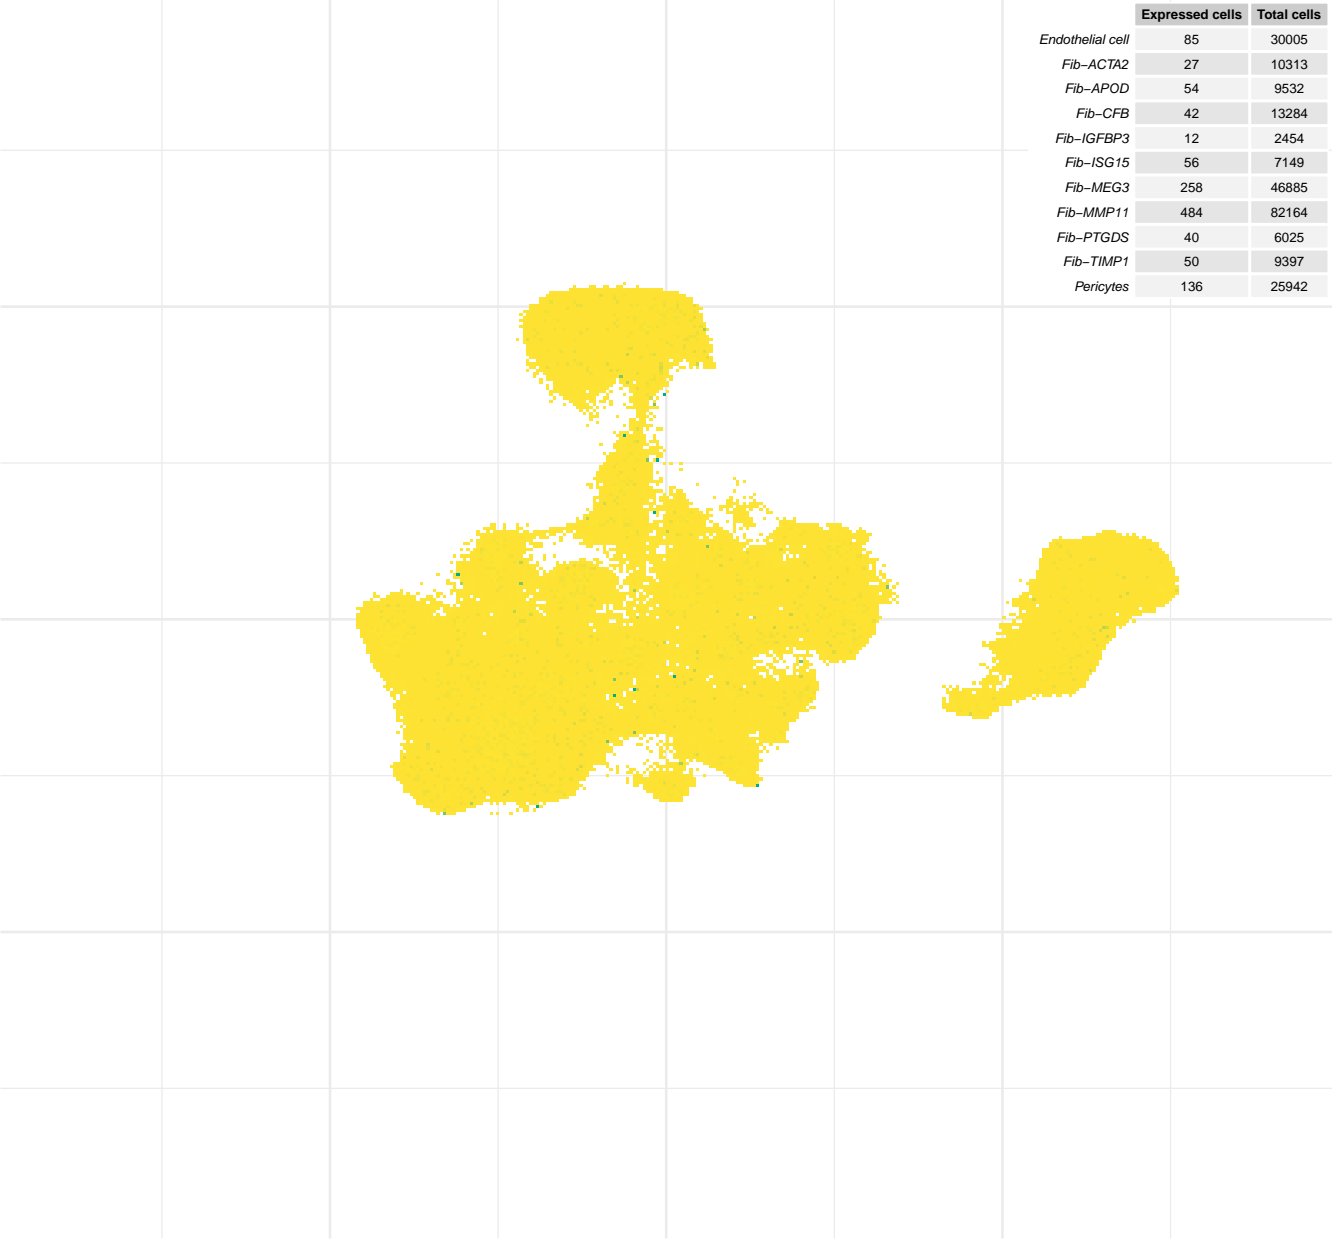 Expressed cells Total cells
Endothelial cell 85 30005
Fib−ACTA2 27 10313
Fib−APOD 54 9532
Fib−CFB 42 13284
Fib−IGFBP3 12 2454
Fib−ISG15 56 7149
Fib−MEG3 258 46885
Fib−MMP11 484 82164
Fib−PTGDS 40 6025
Fib−TIMP1 50 9397
Pericytes 136 25942